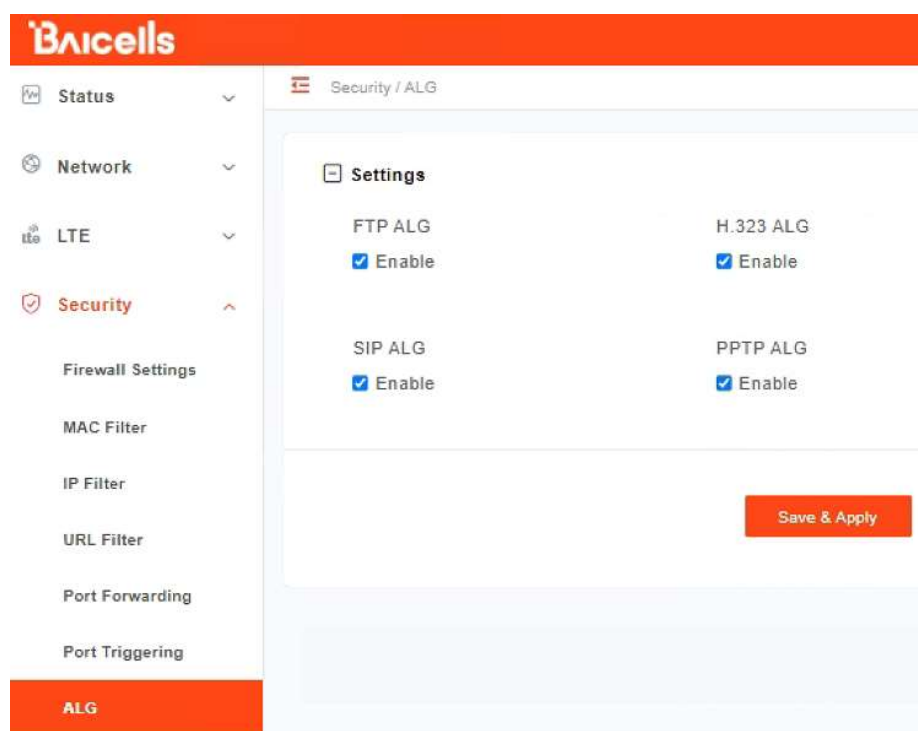 Baicells
Status
Network
LTE
Security
Firewall Settings
MAC Filter
IP Filter
URL Filter
Port Forwarding
Port Triggering
ALG
Security / ALG
Settings
FTP ALG
Enable
H.323 ALG
Enable
SIP ALG
Enable
PPTP ALG
Enable
Save & Apply